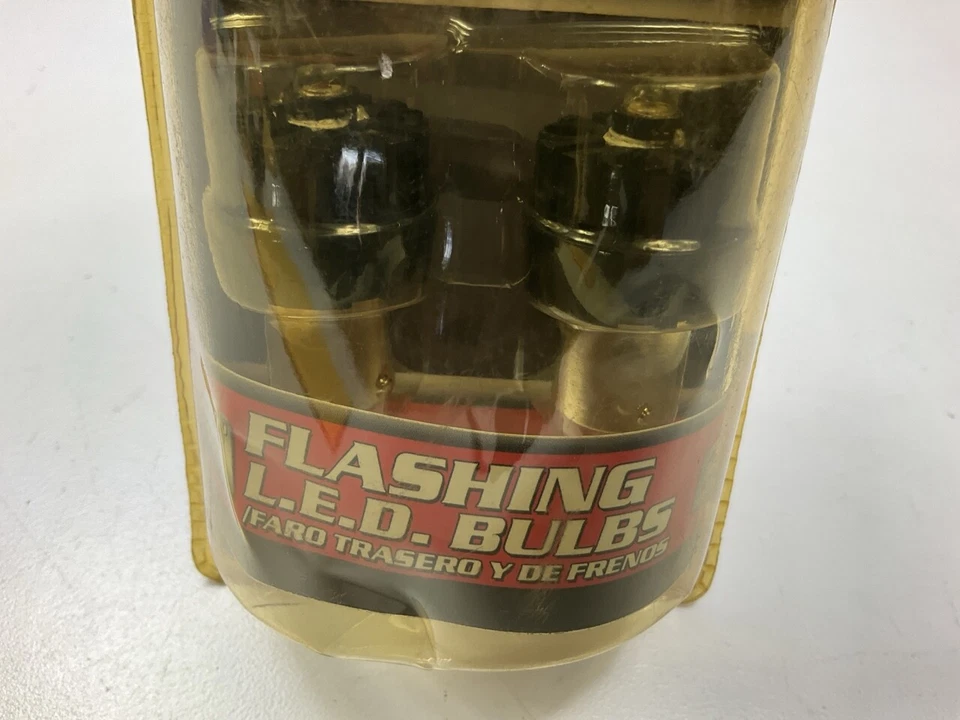 FLASHING
L.E.D. BULBS
/FARO TRASERO Y DE FRENOS